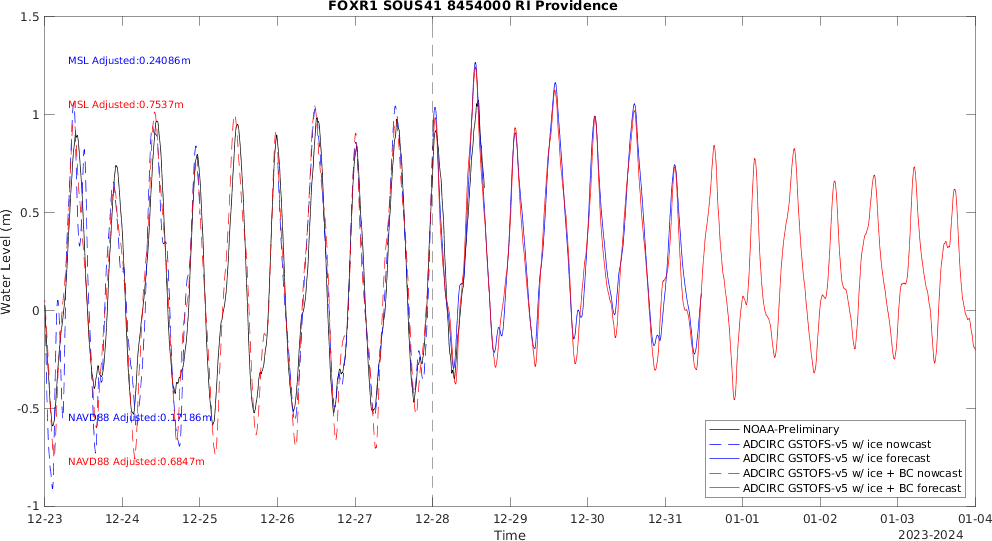 FOXR1 SOUS41 8454000 RI Providence
1.5
1
0.5
0
-0.5
-1
Water Level (m)
MSL Adjusted:0.24086m
MSL Adjusted:0.7537m
NAVD88 Adjusted:0.17186m
NAVD88 Adjusted:0.6847m
NOAA-Preliminary
ADCIRC GSTOFS-v5 w/ ice nowcast
ADCIRC GSTOFS-v5 w/ ice forecast
ADCIRC GSTOFS-v5 w/ ice + BC nowcast
ADCIRC GSTOFS-v5 w/ ice + BC forecast
12-23 12-24 12-25 12-26 12-27 12-28 12-29 12-30 12-31 01-01 01-02 01-03 01-04
Time
2023-2024